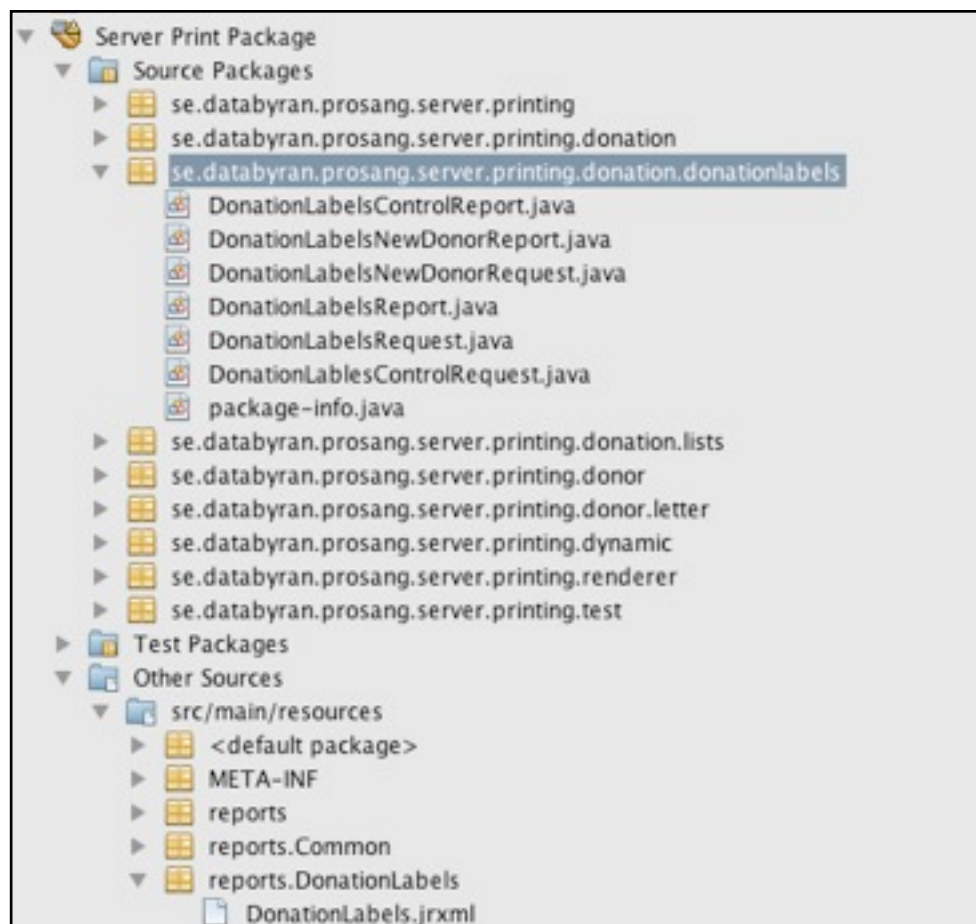 Server Print Package
Source Packages
se.databyran.prosang.server.printing
se.databyran.prosang.server.printing.donation
se.databyran.prosang.server.printing.donation.donationlabels
DonationLabelsControlReport.java
DonationLabelsNewDonorReport.java
DonationLabelsNewDonorRequest.java
DonationLabelsReport.java
DonationLabelsRequest.java
DonationLablesControlRequest.java
package-info.java
se.databyran.prosang.server.printing.donation.lists
se.databyran.prosang.server.printing.donor
se.databyran.prosang.server.printing.donor.letter
se.databyran.prosang.server.printing.dynamic
se.databyran.prosang.server.printing.renderer
se.databyran.prosang.server.printing.test
Test Packages
Other Sources
src/main/resources
<default package>
META-INF
reports
reports.Common
reports.DonationLabels
DonationLabels.jrxml